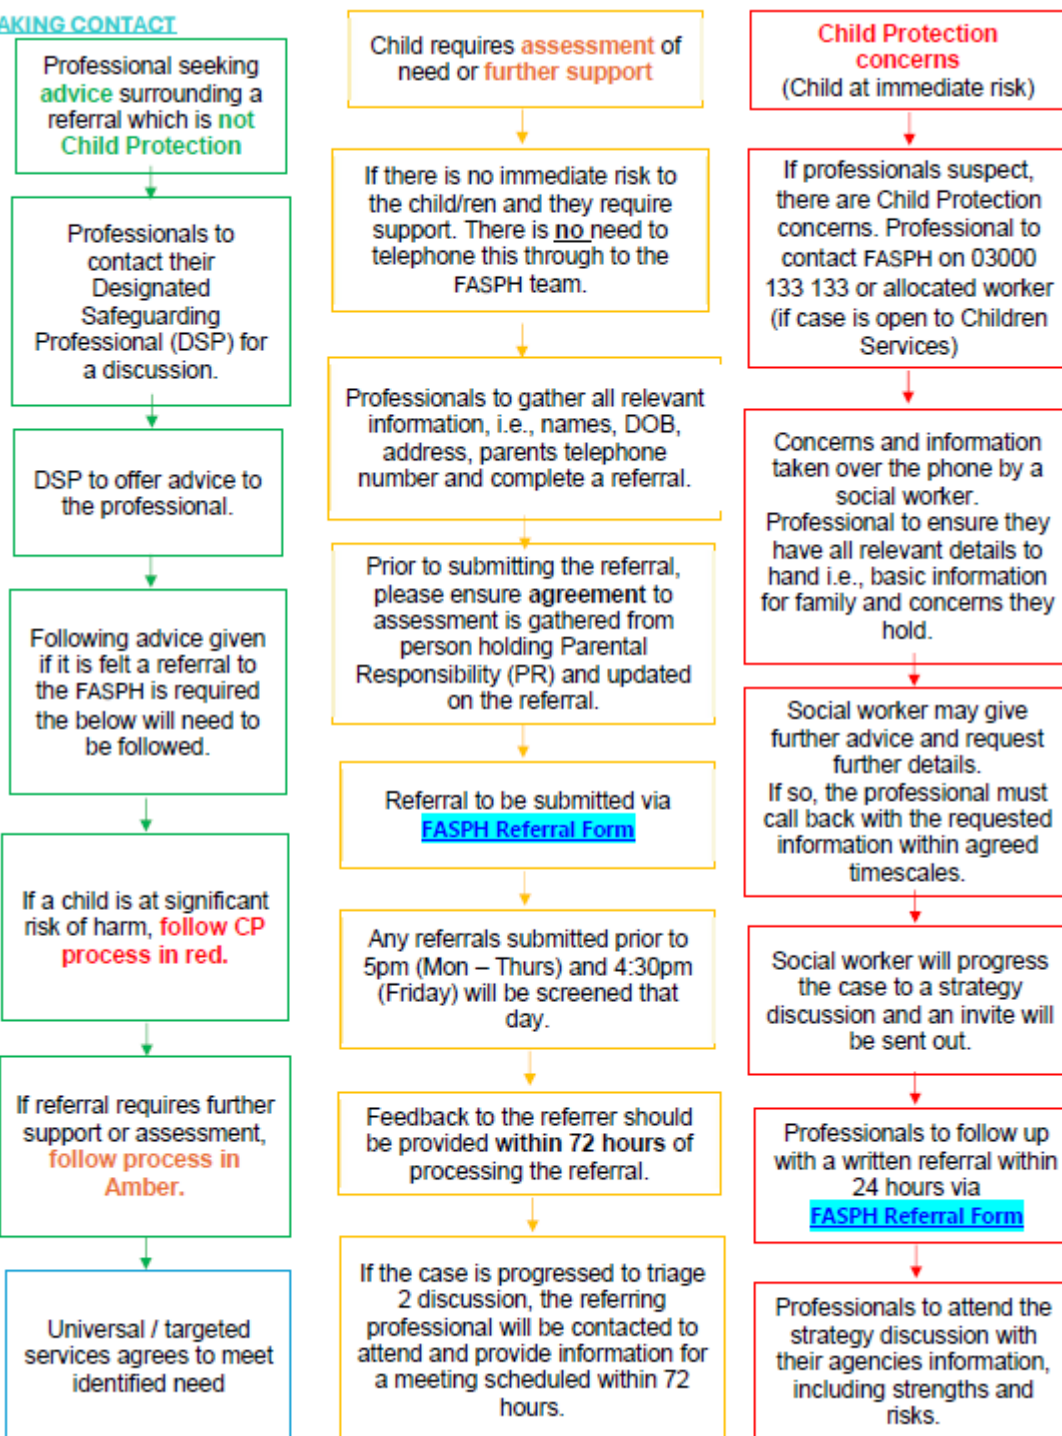 AKING CONTACT
Professional seeking
advice surrounding a
referral which is not
Child Protection
Professionals to
contact their
Designated
Safeguarding
Professional (DSP) for
a discussion.
DSP to offer advice to
the professional.
Following advice given
if it is felt a referral to
the FASPH is required
the below will need to
be followed.
If a child is at significant
risk of harm, follow CP
process in red.
If referral requires further
support or assessment,
follow process in
Amber.
Universal / targeted
services agrees to meet
identified need
Child requires assessment of
need or further support
If there is no immediate risk to
the child/ren and they require
support. There is no need to
telephone this through to the
FASPH team.
Professionals to gather all relevant
information, i.e., names, DOB,
address, parents telephone
number and complete a referral.
Prior to submitting the referral,
please ensure agreement to
assessment is gathered from
person holding Parental
Responsibility (PR) and updated
on the referral.
Referral to be submitted via
FASPH Referral Form
Any referrals submitted prior to
5pm (Mon – Thurs) and 4:30pm
(Friday) will be screened that
day.
Feedback to the referrer should
be provided within 72 hours of
processing the referral.
If the case is progressed to triage
2 discussion, the referring
professional will be contacted to
attend and provide information for
a meeting scheduled within 72
hours.
Child Protection
concerns
(Child at immediate risk)
If professionals suspect,
there are Child Protection
concerns. Professional to
contact FASPH on 03000
133 133 or allocated worker
(if case is open to Children
Services)
Concerns and information
taken over the phone by a
social worker.
Professional to ensure they
have all relevant details to
hand i.e., basic information
for family and concerns they
hold.
Social worker may give
further advice and request
further details.
If so, the professional must
call back with the requested
information within agreed
timescales.
Social worker will progress
the case to a strategy
discussion and an invite will
be sent out.
Professionals to follow up
with a written referral within
24 hours via
FASPH Referral Form
Professionals to attend the
strategy discussion with
their agencies information,
including strengths and
risks.